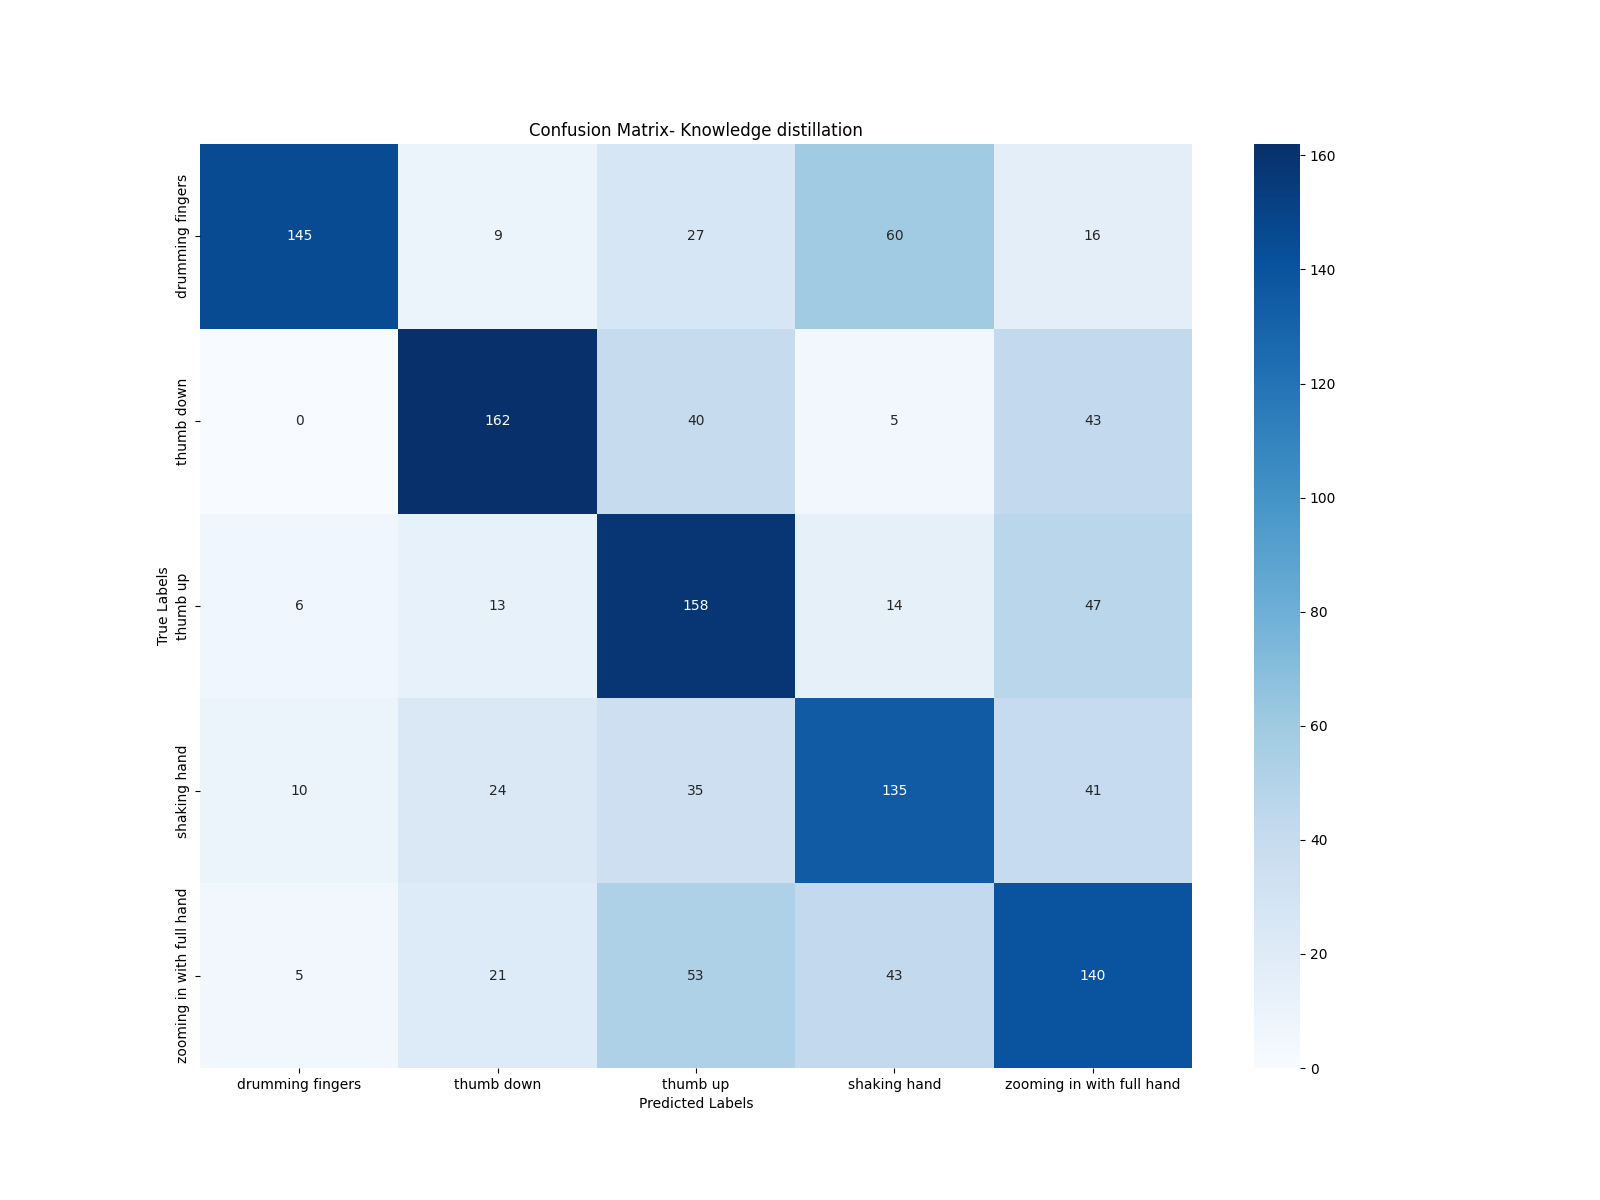 Confusion Matrix- Knowledge distillation
True Labels
drumming fingers
145 9 27 60 16
thumb down
0 162 40 5 43
thumb up
6 13 158 14 47
shaking hand
10 24 35 135 41
zooming in with full hand
5 21 53 43 140
drumming fingers thumb down thumb up shaking hand zooming in with full hand
Predicted Labels
160
140
120
100
80
60
40
20
0